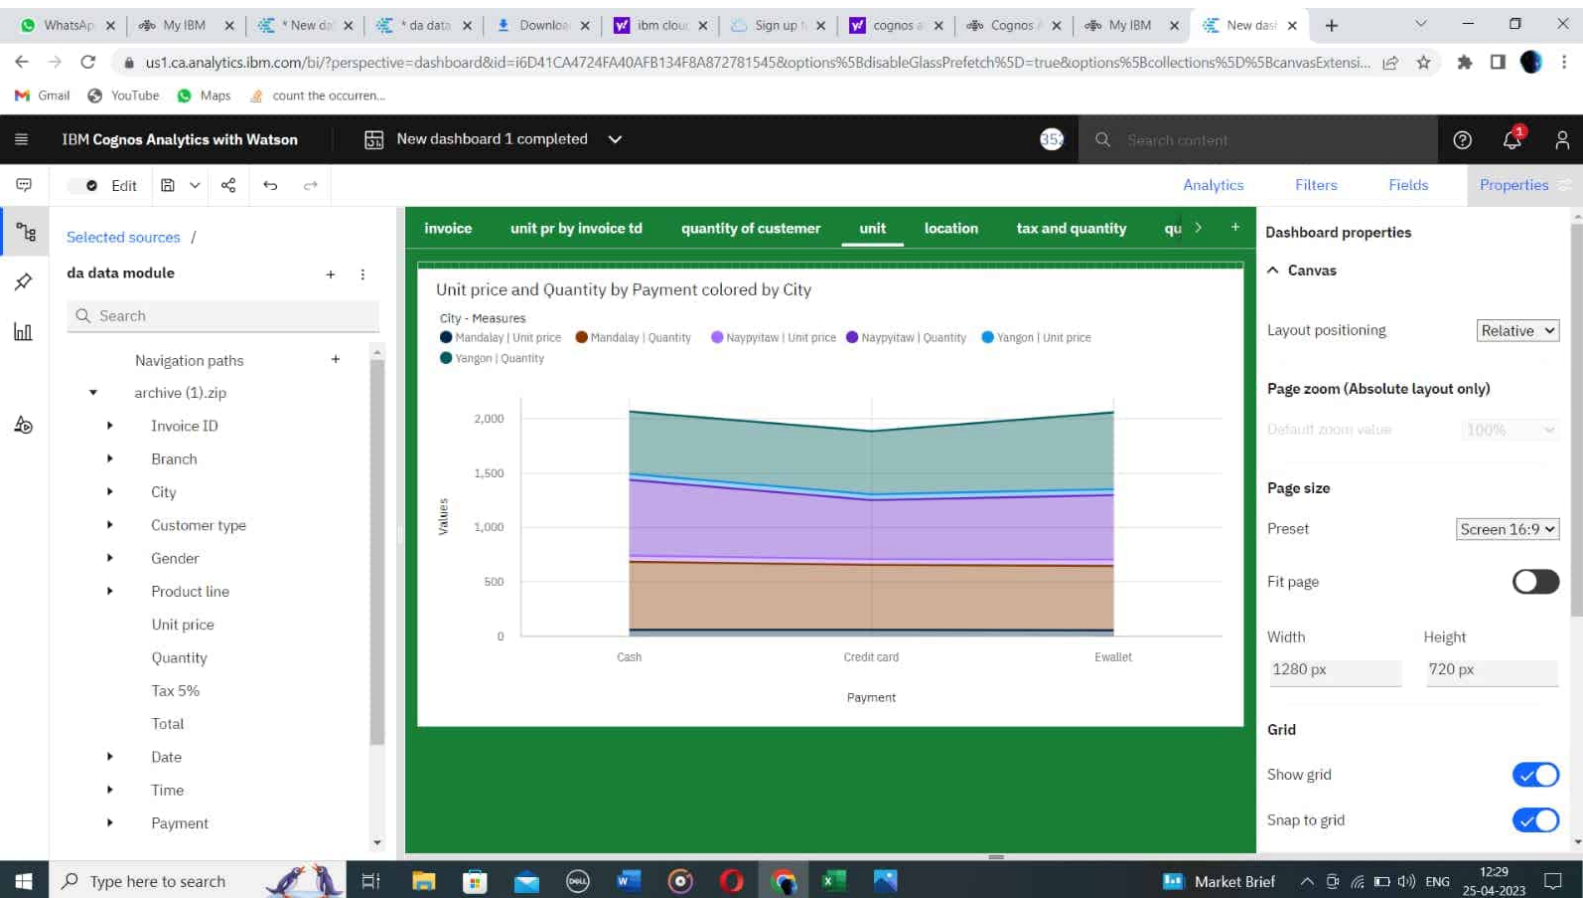 WhatsAp
My IBM
* New da
* da data
Downloa
ibm clou
Sign up f
cognos a
Cognos A
My IBM
New dash
us1.ca.analytics.ibm.com/bi/?perspective=dashboard&id=i6D41CA4724FA40AFB134F8A872781545&options%5BdisableGlassPrefetch%5D=true&options%5Bcollections%5D%5BcanvasExtensi...
Gmail YouTube Maps count the occurren...
IBM Cognos Analytics with Watson
New dashboard 1 completed
352
Search content
1
Edit
Analytics Filters Fields Properties
Selected sources /
da data module
Search
Navigation paths
archive (1).zip
Invoice ID
Branch
City
Customer type
Gender
Product line
Unit price
Quantity
Tax 5%
Total
Date
Time
Payment
invoice unit pr by invoice td quantity of custemer unit location tax and quantity qu
Unit price and Quantity by Payment colored by City
City - Measures
Mandalay | Unit price Mandalay | Quantity Naypyitaw | Unit price Naypyitaw | Quantity Yangon | Unit price
Yangon | Quantity
Values
2,000
1,500
1,000
500
0
Cash Credit card Ewallet
Payment
Dashboard properties
Canvas
Layout positioning Relative
Page zoom (Absolute layout only)
Default zoom value 100%
Page size
Preset Screen 16:9
Fit page
Width Height
1280 px 720 px
Grid
Show grid
Snap to grid
Type here to search
DELL
Market Brief
ENG
12:29
25-04-2023